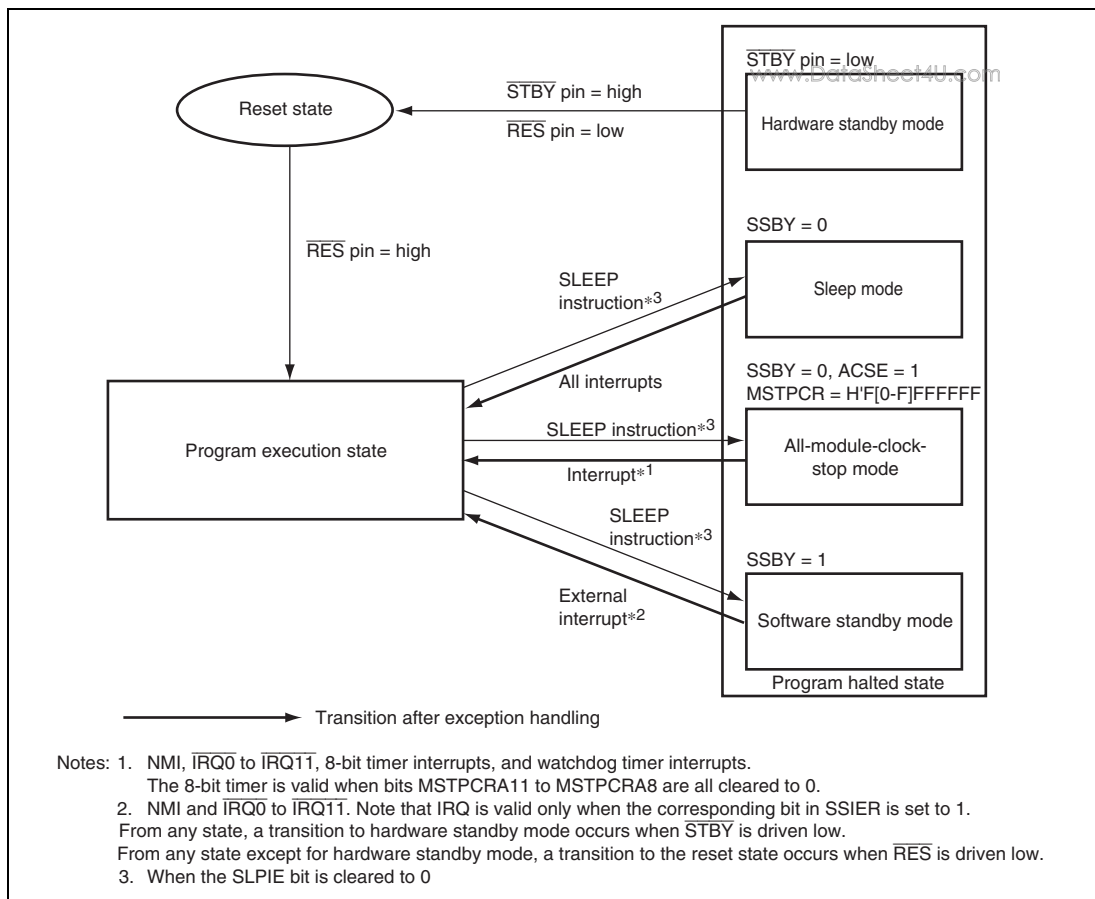 STBY pin = low
www.DataSheet4U.com
Reset state
STBY pin = high
RES pin = low
Hardware standby mode
RES pin = high
SSBY = 0
SLEEP
instruction*3
Sleep mode
All interrupts
SSBY = 0, ACSE = 1
MSTPCR = H'F[0-F]FFFFFF
SLEEP instruction*3
Program execution state
All-module-clock-
stop mode
Interrupt*1
SLEEP
instruction*3
SSBY = 1
External
interrupt*2
Software standby mode
Program halted state
Transition after exception handling
Notes: 1. NMI, IRQ0 to IRQ11, 8-bit timer interrupts, and watchdog timer interrupts.
The 8-bit timer is valid when bits MSTPCRA11 to MSTPCRA8 are all cleared to 0.
2. NMI and IRQ0 to IRQ11. Note that IRQ is valid only when the corresponding bit in SSIER is set to 1.
From any state, a transition to hardware standby mode occurs when STBY is driven low.
From any state except for hardware standby mode, a transition to the reset state occurs when RES is driven low.
3. When the SLPIE bit is cleared to 0